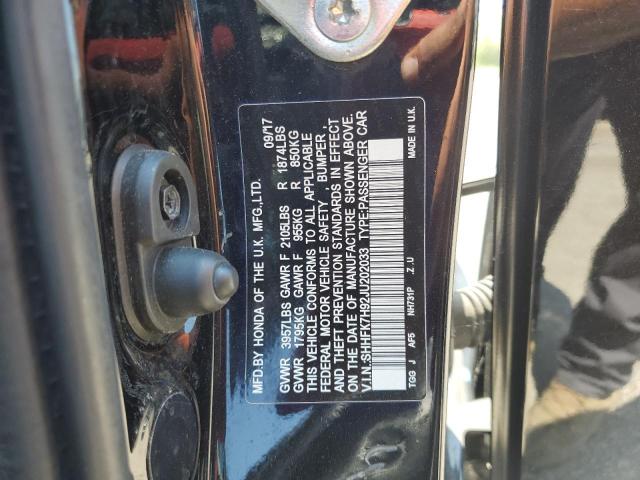 MFD.BY HONDA OF THE U.K. MFG.,LTD. 09/17
GVWR 3957LBS GAWR F 2105LBS R 1874LBS
GVWR 1795KG GAWR F 955KG R 850KG
THIS VEHICLE CONFORMS TO ALL APPLICABLE
FEDERAL MOTOR VEHICLE SAFETY , BUMPER ,
AND THEFT PREVENTION STANDARDS IN EFFECT
ON THE DATE OF MANUFACTURE SHOWN ABOVE.
V.I.N.:SHHFK7H92JU202033 TYPE:PASSENGER CAR
TGG J AF5 NH731P .Z .U MADE IN U.K.